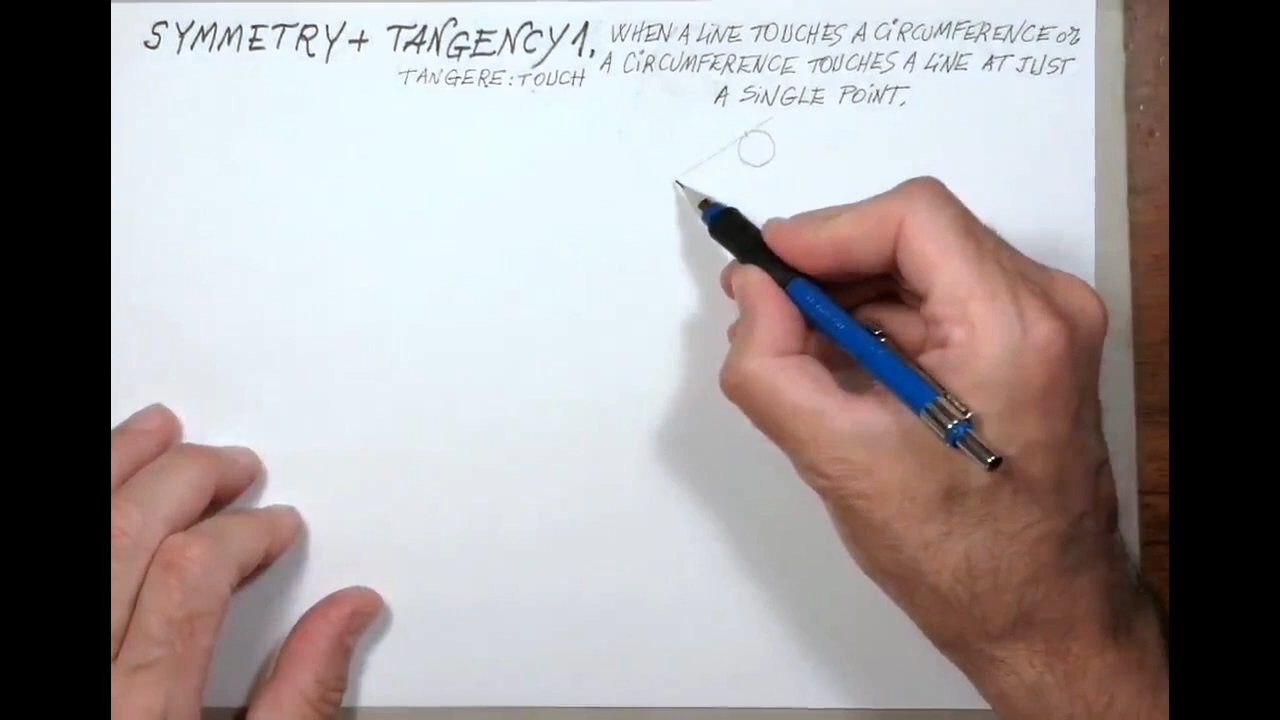 SYMMETRY + TANGENCY 1.
TANGERE: TOUCH
WHEN A LINE TOUCHES A CIRCUMFERENCE OR
A CIRCUMFERENCE TOUCHES A LINE AT JUST
A SINGLE POINT.